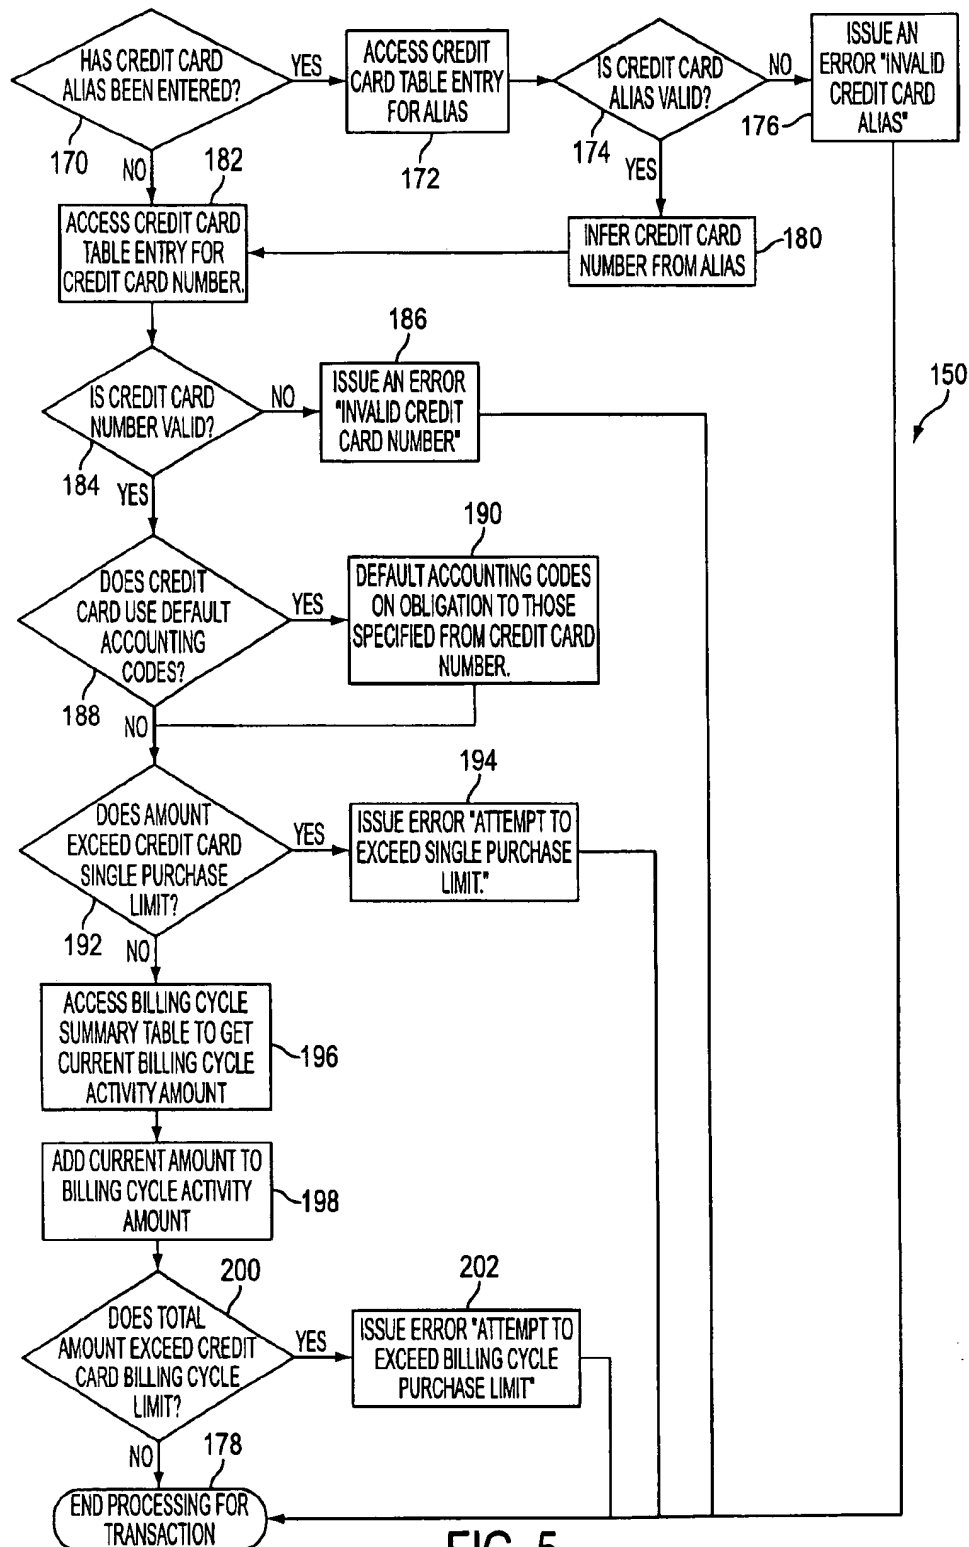 HAS CREDIT CARD
ALIAS BEEN ENTERED?
170
YES
NO
ACCESS CREDIT
CARD TABLE ENTRY
FOR ALIAS
172
IS CREDIT CARD
ALIAS VALID?
174
NO
YES
ISSUE AN
ERROR "INVALID
CREDIT CARD
ALIAS"
176
182
ACCESS CREDIT CARD
TABLE ENTRY FOR
CREDIT CARD NUMBER.
INFER CREDIT CARD
NUMBER FROM ALIAS
180
150
IS CREDIT CARD
NUMBER VALID?
184
NO
YES
186
ISSUE AN ERROR
"INVALID CREDIT
CARD NUMBER"
DOES CREDIT
CARD USE DEFAULT
ACCOUNTING
CODES?
188
YES
NO
190
DEFAULT ACCOUNTING CODES
ON OBLIGATION TO THOSE
SPECIFIED FROM CREDIT CARD
NUMBER.
DOES AMOUNT
EXCEED CREDIT CARD
SINGLE PURCHASE
LIMIT?
192
YES
NO
194
ISSUE ERROR "ATTEMPT TO
EXCEED SINGLE PURCHASE
LIMIT."
ACCESS BILLING CYCLE
SUMMARY TABLE TO GET
CURRENT BILLING CYCLE
ACTIVITY AMOUNT
196
ADD CURRENT AMOUNT TO
BILLING CYCLE ACTIVITY
AMOUNT
198
200
DOES TOTAL
AMOUNT EXCEED CREDIT
CARD BILLING CYCLE
LIMIT?
YES
NO
202
ISSUE ERROR "ATTEMPT TO
EXCEED BILLING CYCLE
PURCHASE LIMIT"
178
END PROCESSING FOR
TRANSACTION
FIG. 5